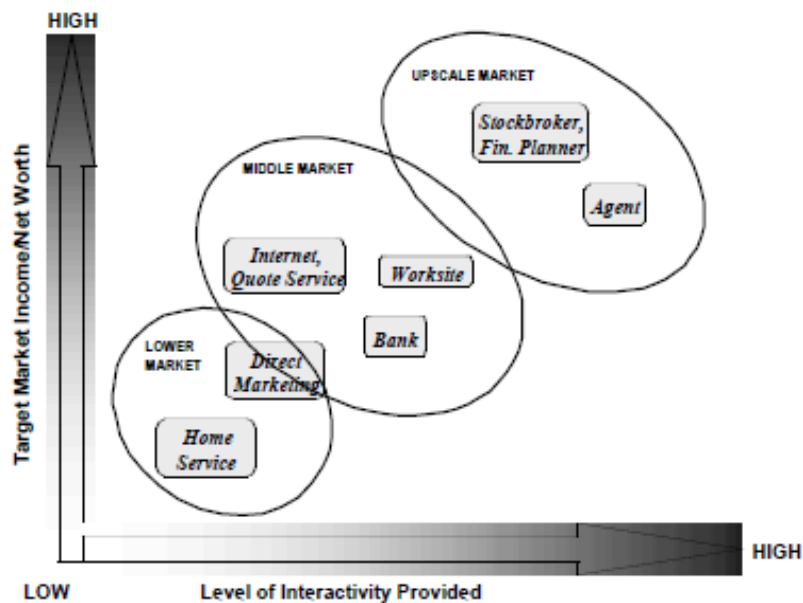 HIGH
UPSCALE MARKET
Stockbroker,
Fin. Planner
Agent
MIDDLE MARKET
Internet,
Quote Service
Worksite
Bank
LOWER
MARKET
Direct
Marketing
Home
Service
Target Market Income/Net Worth
HIGH
LOW
Level of Interactivity Provided